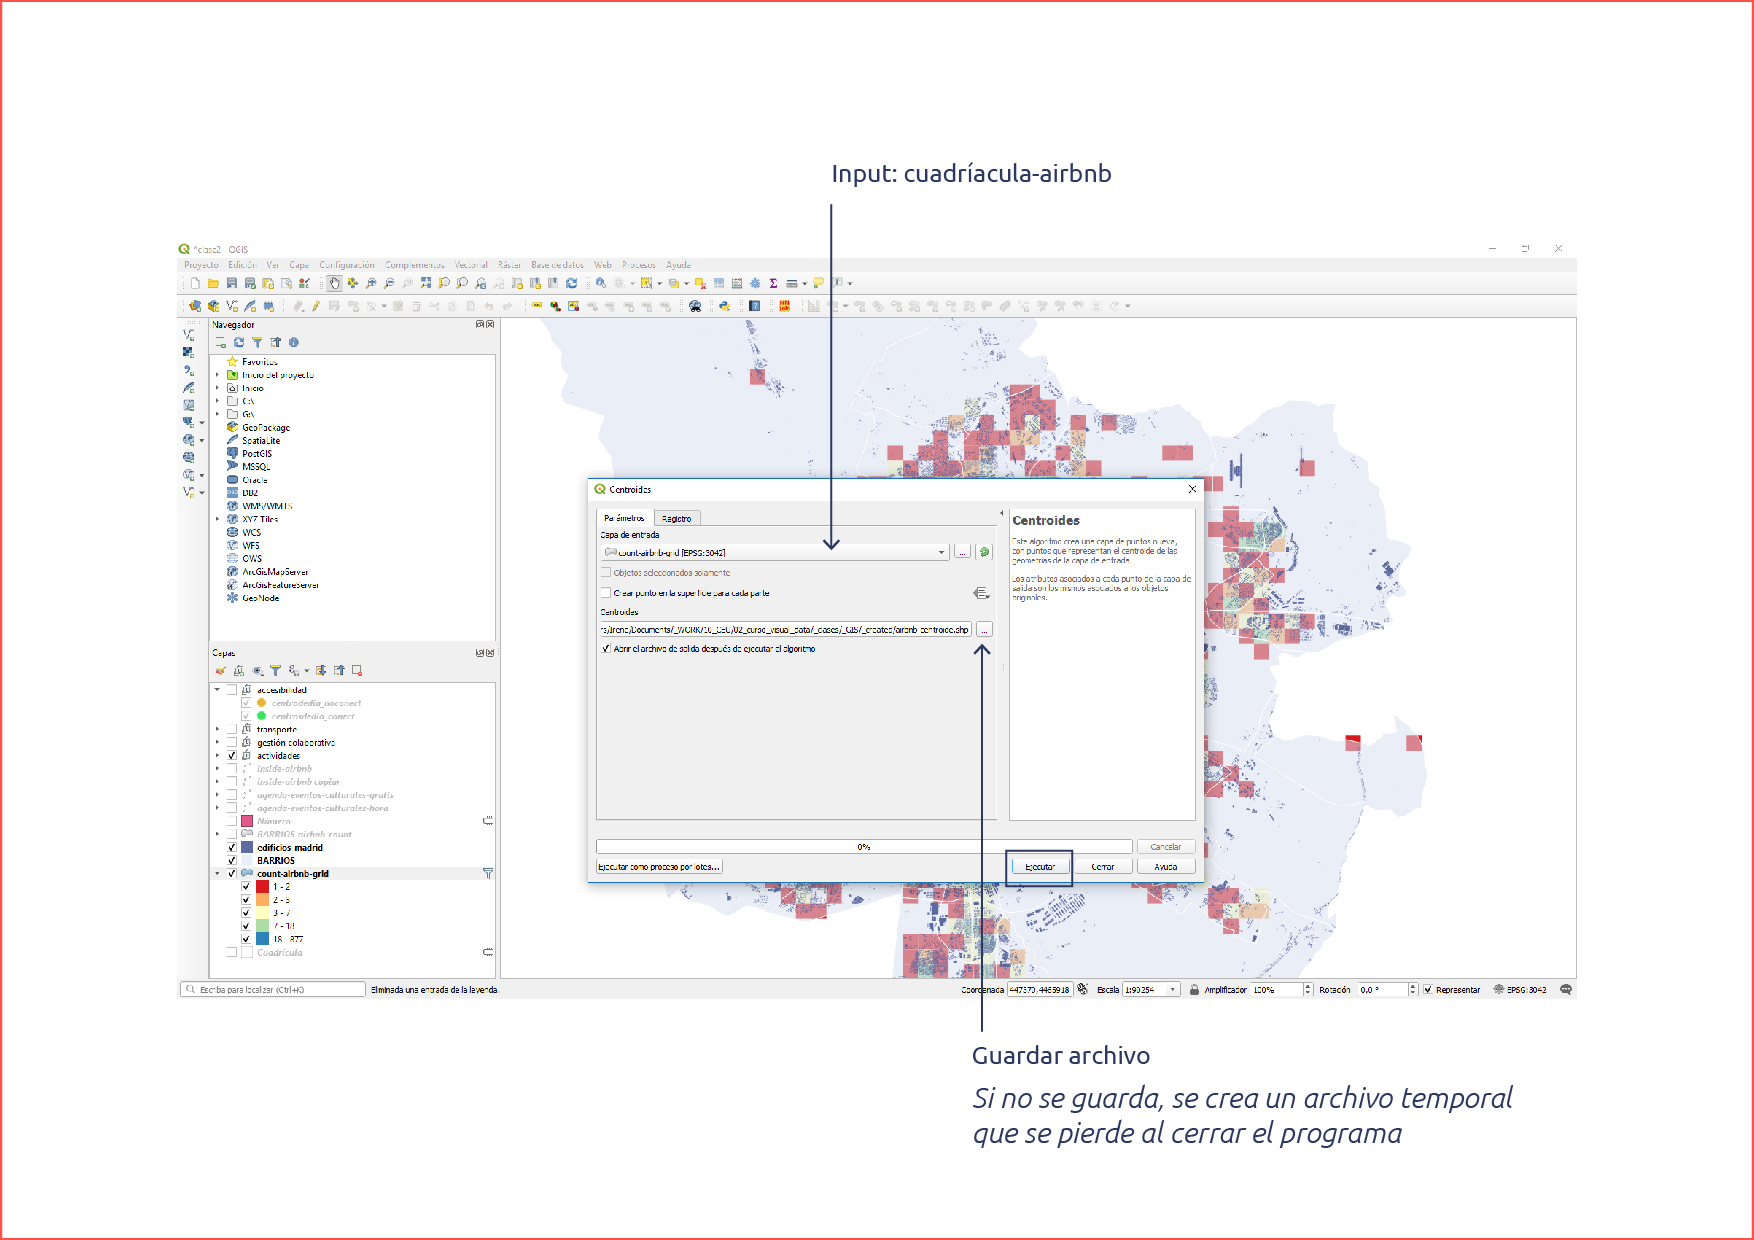 Input: cuadríacula-airbnb
*clase2 - QGIS
Proyecto Edición Ver Capa Configuración Complementos Vectorial Ráster Base de datos Web Procesos Ayuda
Navegador
Favoritos
Inicio del proyecto
Inicio
C:\
G:\
GeoPackage
SpatiaLite
PostGIS
MSSQL
Oracle
DB2
WMS/WMTS
XYZ Tiles
WCS
WFS
OWS
ArcGisMapServer
ArcGisFeatureServer
GeoNode
Capas
accesibilidad
centrodedia_noconect
centrosdedia_conect
transporte
gestión colaborativa
actividades
inside-airbnb
inside-airbnb copiar
agenda-eventos-culturales-gratis
agenda-eventos-culturales-hora
Número
BARRIOS_airbnb_count
edificios madrid
BARRIOS
count-airbnb-grid
1 - 2
2 - 3
3 - 7
7 - 18
18 - 877
Cuadrícula
Centroides
Parámetros
Registro
Capa de entrada
count-airbnb-grid [EPSG:3042]
Objetos seleccionados solamente
Crear punto en la superficie para cada parte
Centroides
rs/Irene/Documents/_WORK/10_CEU/02_curso_visual_data/_clases/_GIS/_created/airbnb-centroide.shp
Abrir el archivo de salida después de ejecutar el algoritmo
Centroides
Este algoritmo crea una capa de puntos nueva,
con puntos que representan el centroide de las
geometrías de la capa de entrada.
Los atributos asociados a cada punto de la capa de
salida son los mismos asociados a los objetos
originales.
0%
Cancelar
Ejecutar como proceso por lotes...
Ejecutar
Cerrar
Ayuda
Escriba para localizar (Ctrl+K)
Eliminada una entrada de la leyenda.
Coordenada 447370,4465918 Escala 1:90254 Amplificador 100% Rotación 0,0 ° Representar EPSG:3042
Guardar archivo
Si no se guarda, se crea un archivo temporal
que se pierde al cerrar el programa